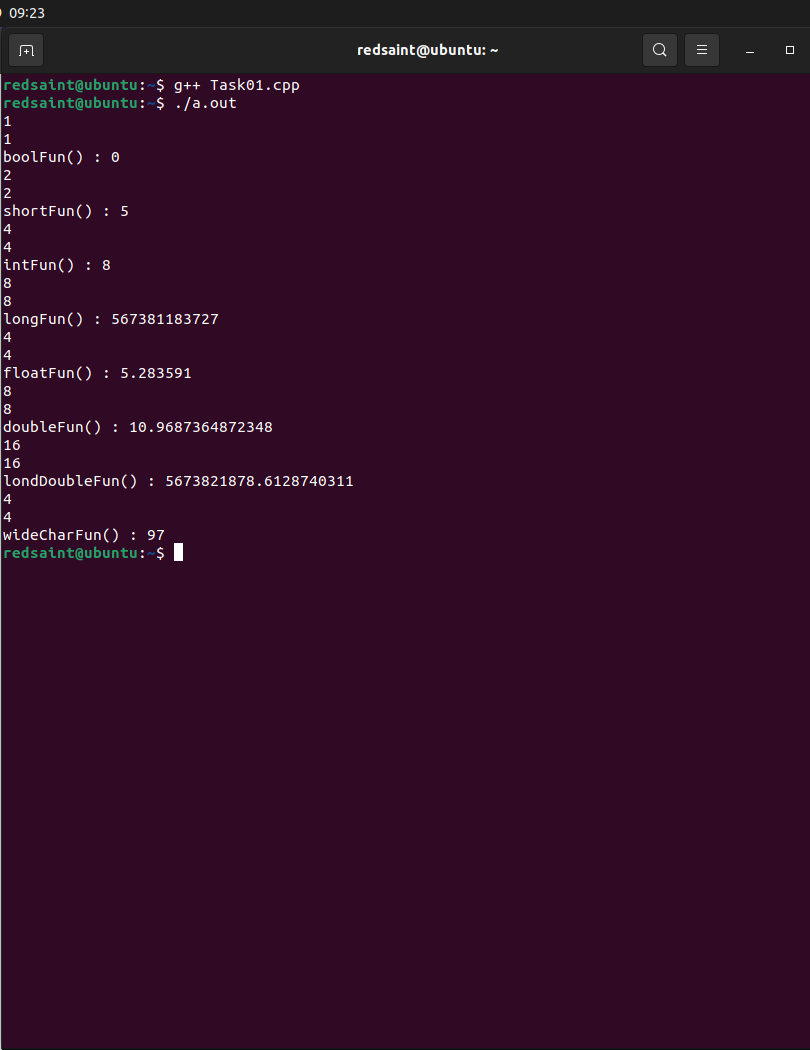 09:23
redsaint@ubuntu: ~
redsaint@ubuntu:~$ g++ Task01.cpp
redsaint@ubuntu:~$ ./a.out
1
1
boolFun() : 0
2
2
shortFun() : 5
4
4
intFun() : 8
8
8
longFun() : 567381183727
4
4
floatFun() : 5.283591
8
8
doubleFun() : 10.9687364872348
16
16
londDoubleFun() : 5673821878.6128740311
4
4
wideCharFun() : 97
redsaint@ubuntu:~$